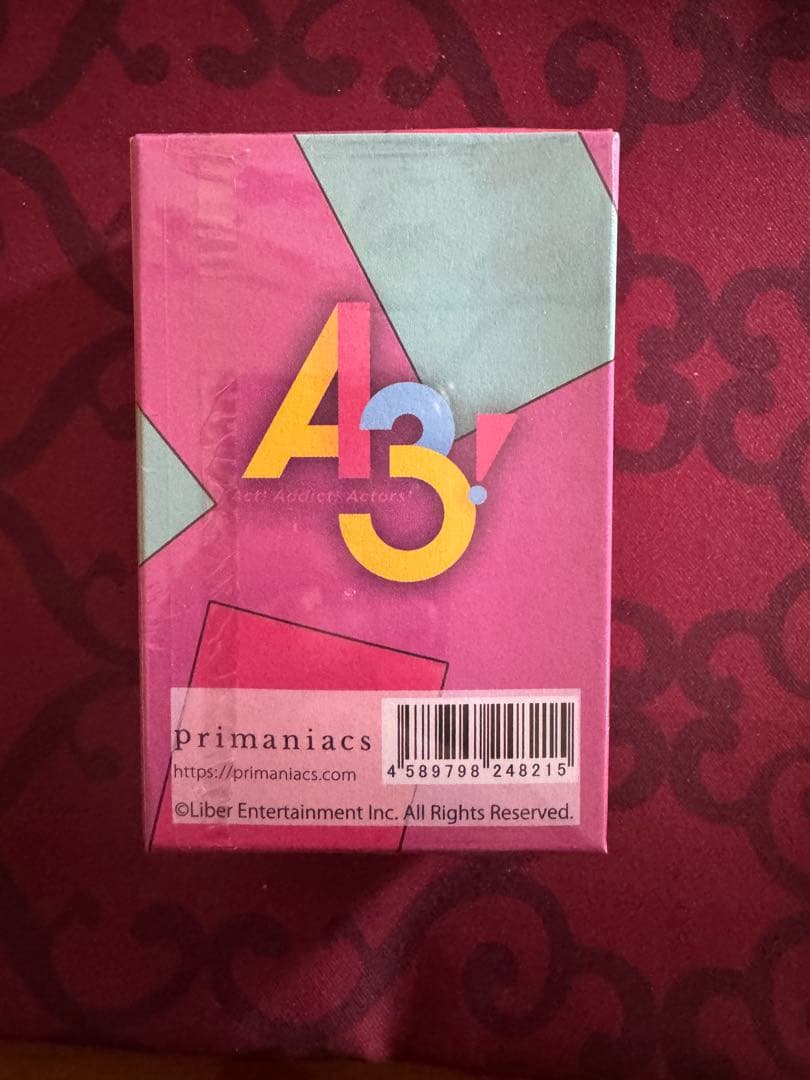 A3!
Act! Addict! Actors!
primaniacs
https://primaniacs.com
4 589798 248215
©Liber Entertainment Inc. All Rights Reserved.